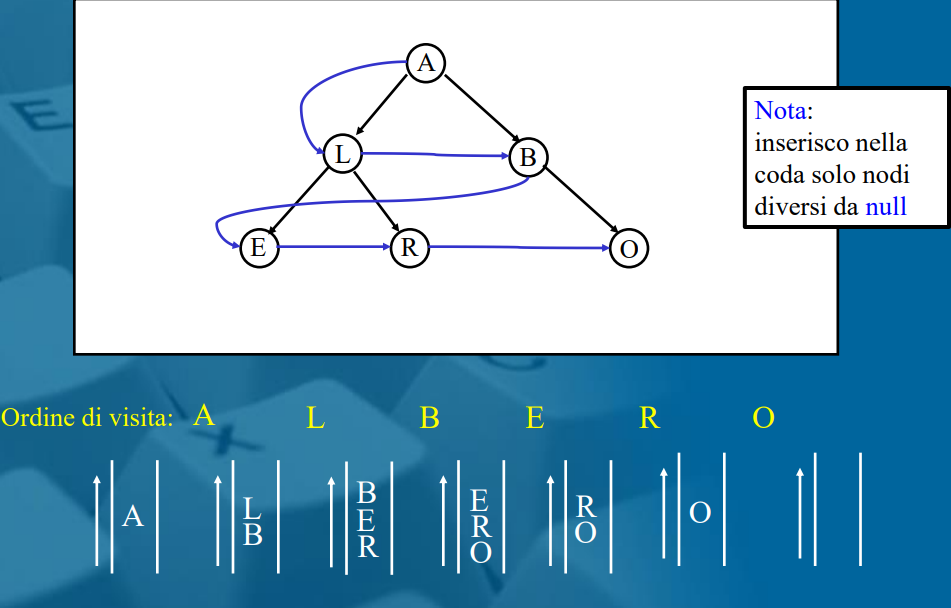 A
L
B
E
R
O
Nota:
inserisco nella
coda solo nodi
diversi da null
Ordine di visita: A L B E R O
A
L
B
B
E
R
E
R
O
R
O
O